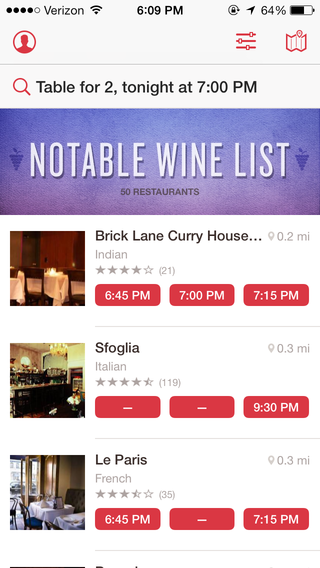 Verizon 6:09 PM 64%
Table for 2, tonight at 7:00 PM
NOTABLE WINE LIST
50 RESTAURANTS
Brick Lane Curry House… 0.2 mi
Indian
(21)
6:45 PM 7:00 PM 7:15 PM
Sfoglia 0.3 mi
Italian
(119)
– – 9:30 PM
Le Paris 0.3 mi
French
(35)
6:45 PM – 7:15 PM